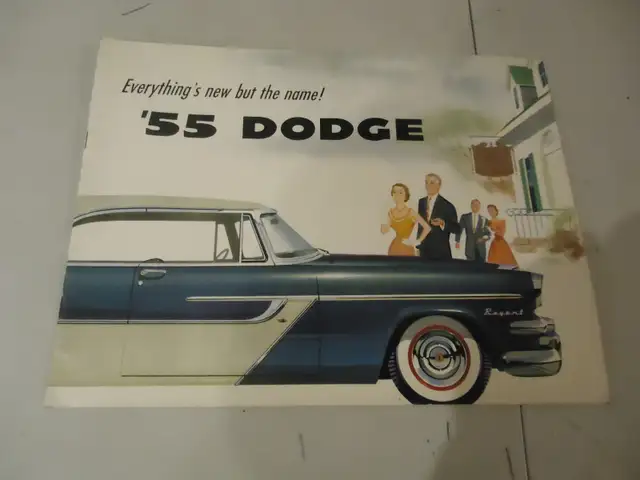 Everything's new but the name!
'55 DODGE
Regent